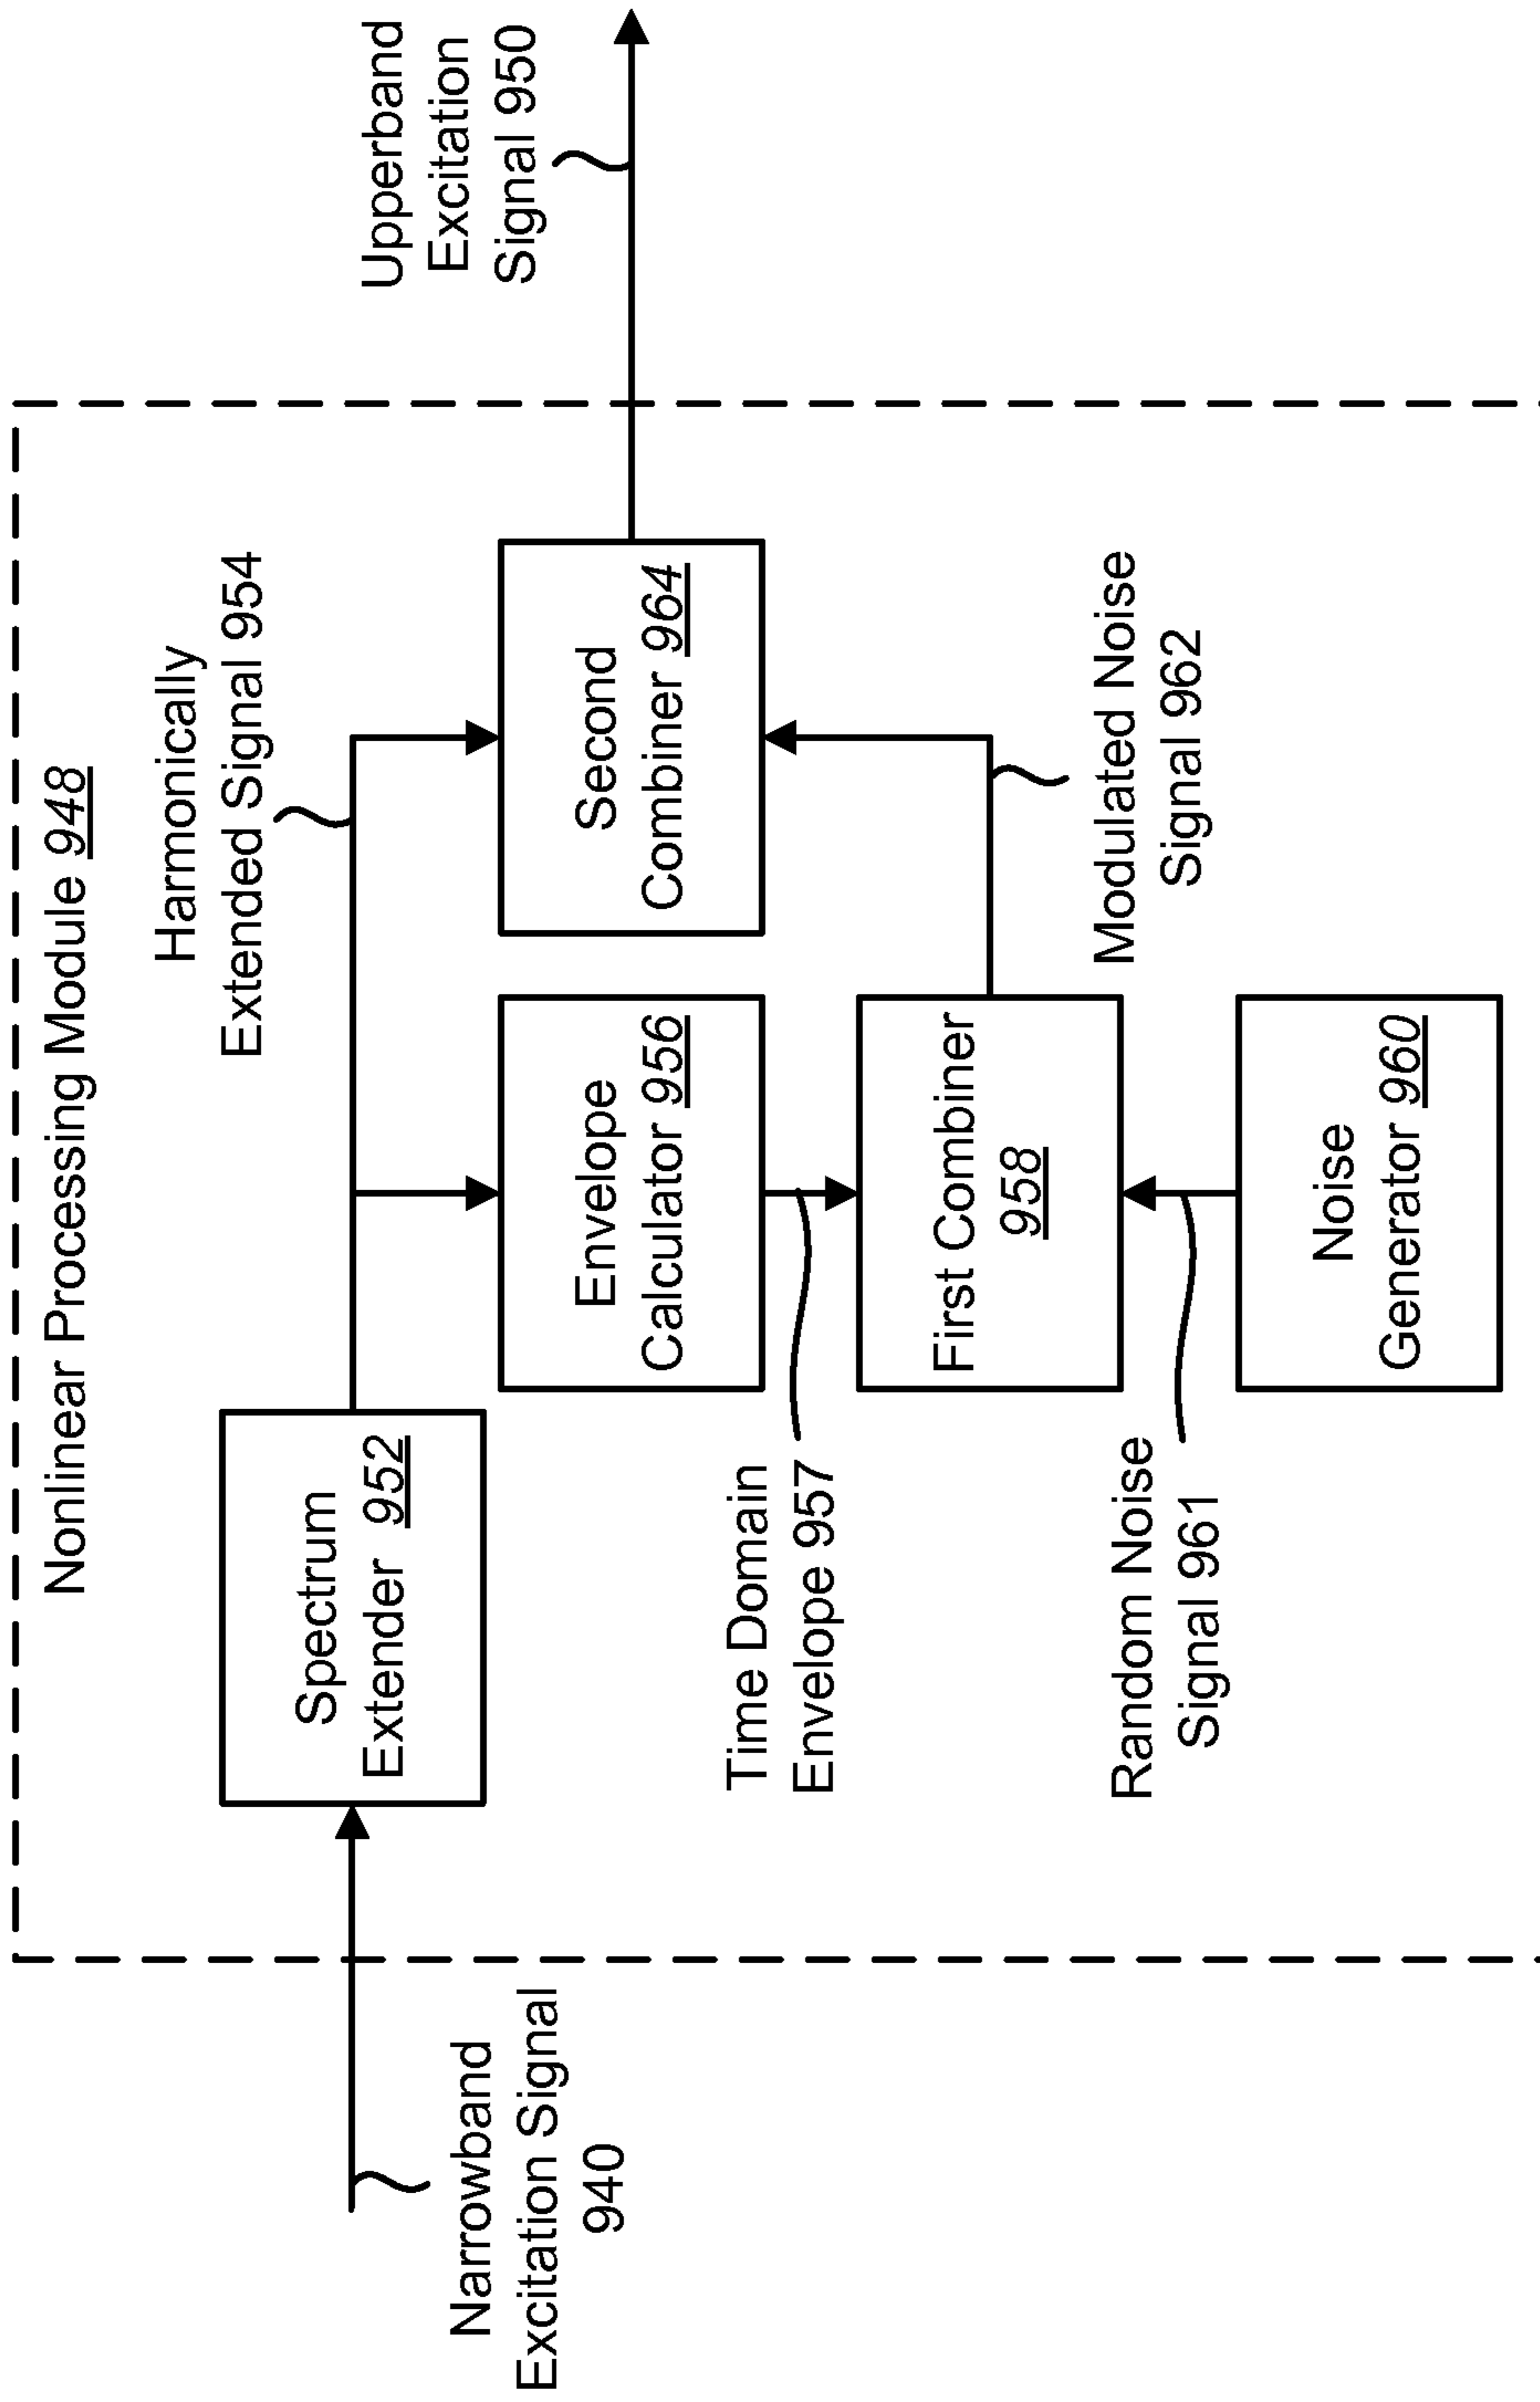 Nonlinear Processing Module 948
Harmonically
Extended Signal 954
Spectrum
Extender 952
Narrowband
Excitation Signal
940
Upperband
Excitation
Signal 950
Envelope
Calculator 956
Second
Combiner 964
Time Domain
Envelope 957
First Combiner
958
Modulated Noise
Signal 962
Random Noise
Signal 961
Noise
Generator 960